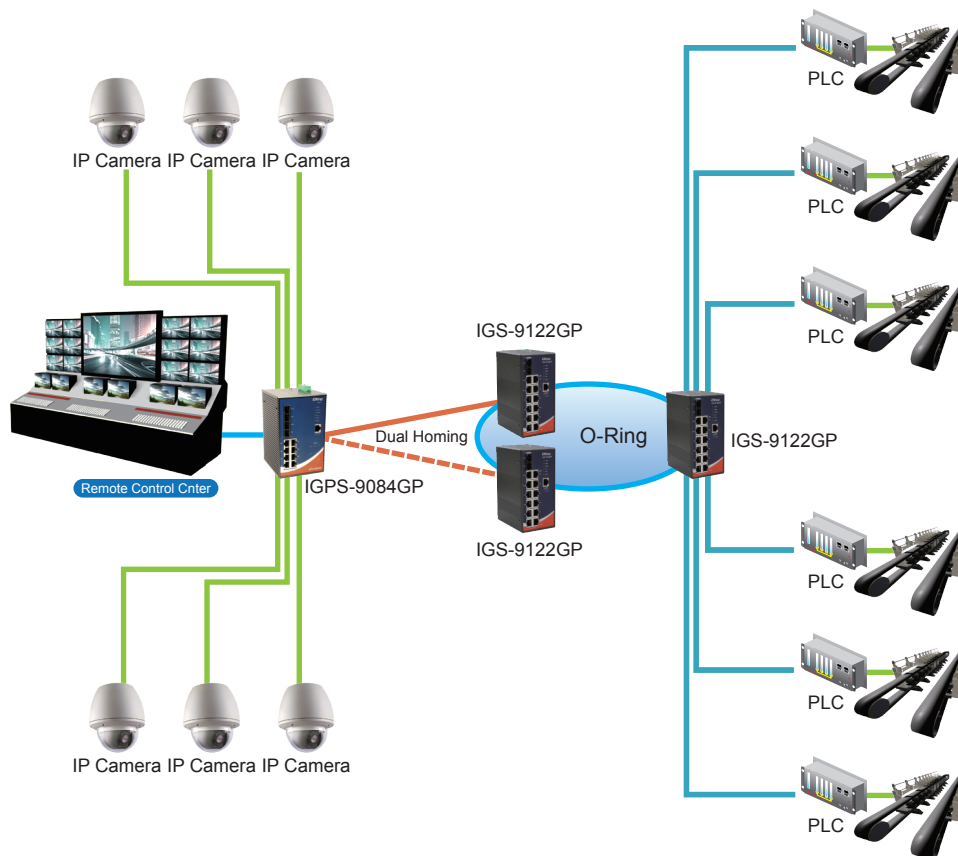 PLC
IP Camera IP Camera IP Camera
PLC
PLC
IGS-9122GP
Dual Homing
O-Ring
IGS-9122GP
Remote Control Cnter
IGPS-9084GP
IGS-9122GP
PLC
PLC
IP Camera IP Camera IP Camera
PLC